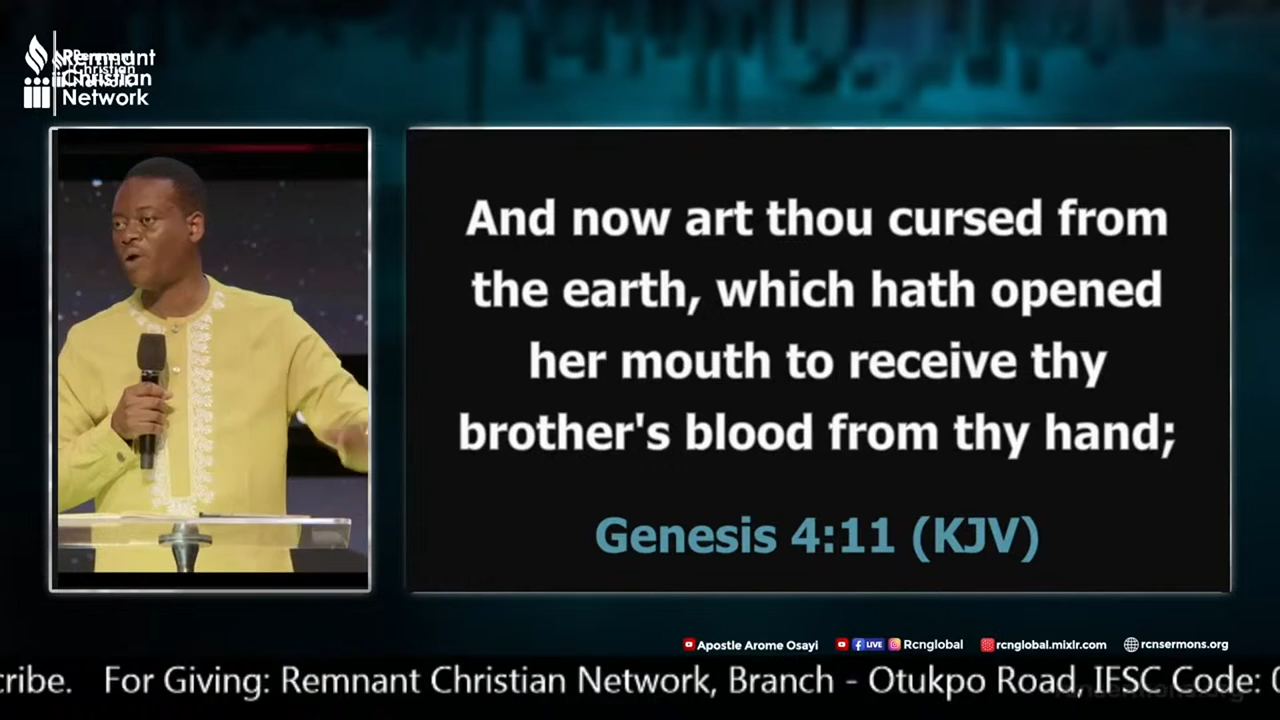 Remnant
Christian
Network
And now art thou cursed from
the earth, which hath opened
her mouth to receive thy
brother's blood from thy hand;
Genesis 4:11 (KJV)
Apostle Arome Osayi LIVE Rcnglobal rcnglobal.mixlr.com rcnsermons.org
cribe. For Giving: Remnant Christian Network, Branch - Otukpo Road, IFSC Code: